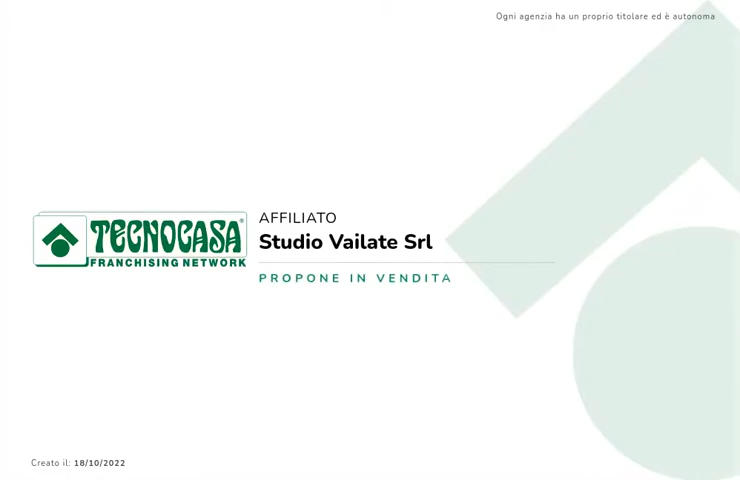 Ogni agenzia ha un proprio titolare ed è autonoma
TECNOCASA®
FRANCHISING NETWORK
AFFILIATO
Studio Vailate Srl
PROPONE IN VENDITA
Creato il: 18/10/2022